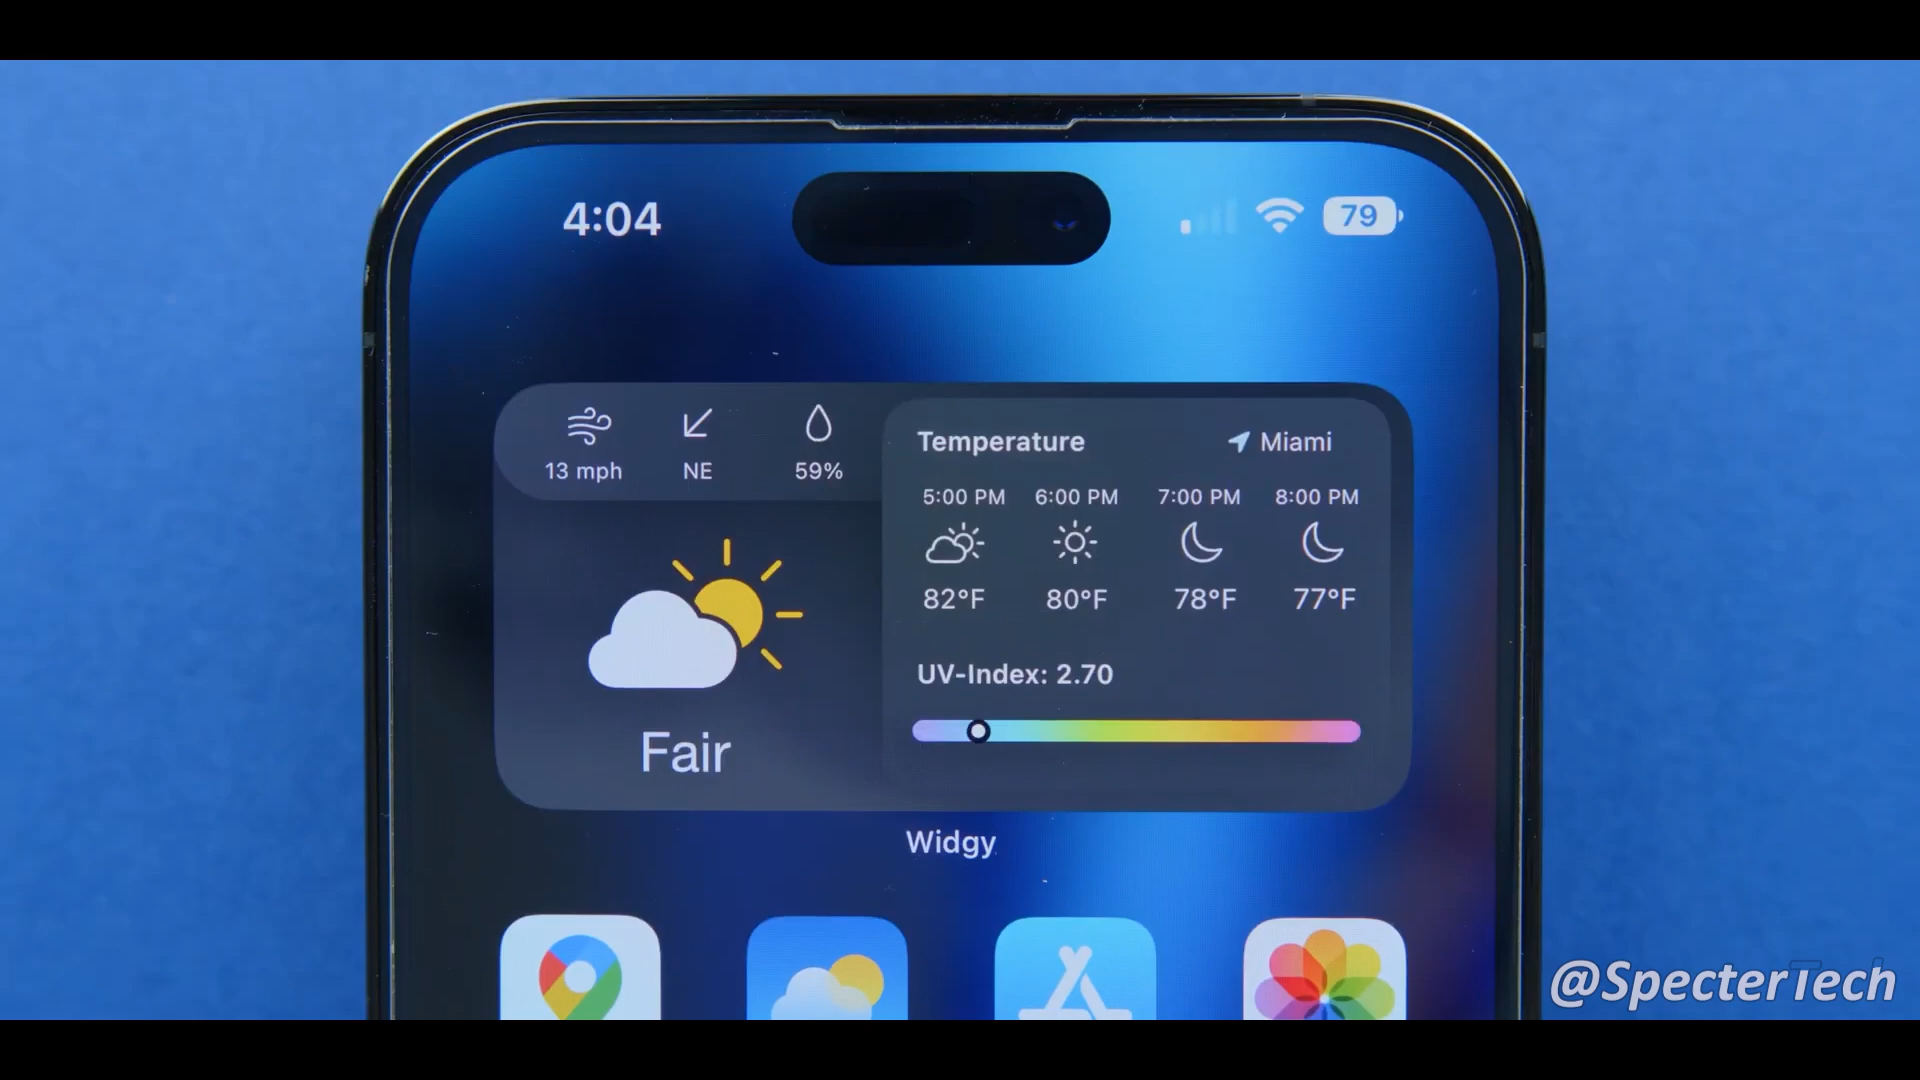 4:04
79
13 mph NE 59%
Temperature Miami
5:00 PM 6:00 PM 7:00 PM 8:00 PM
82°F 80°F 78°F 77°F
UV-Index: 2.70
Fair
Widgy
@SpecterTech